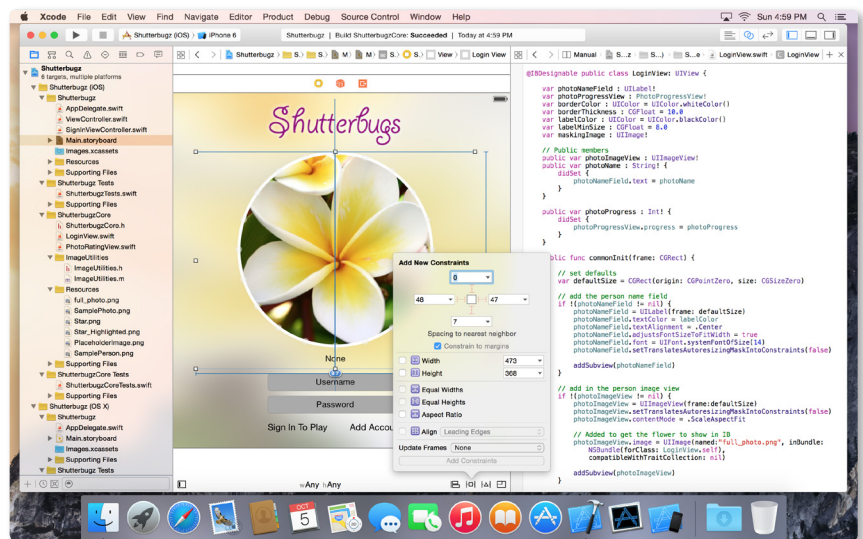 Xcode File Edit View Find Navigate Editor Product Debug Source Control Window Help Sun 4:59 PM
Shutterbugz (iOS) iPhone 6 Shutterbugz | Build ShutterbugzCore: Succeeded | Today at 4:59 PM
Shutterbugz S.. S.. M M S. View Login View Manual S...z S...) S...e LoginView.swift LoginView
Shutterbugz
6 targets, multiple platforms
Shutterbugz (iOS)
Shutterbugz
AppDelegate.swift
ViewController.swift
SignInViewController.swift
Main.storyboard
Images.xcassets
Resources
Supporting Files
Shutterbugz Tests
ShutterbugzTests.swift
Supporting Files
ShutterbugzCore
ShutterbugzCore.h
LoginView.swift
PhotoRatingView.swift
ImageUtilities
ImageUtilities.h
ImageUtilities.m
Resources
full_photo.png
SamplePhoto.png
Star.png
Star_Highlighted.png
PlaceholderImage.png
SamplePerson.png
Supporting Files
ShutterbugzCore Tests
ShutterbugzCoreTests.swift
Supporting Files
Shutterbugz (OS X)
Shutterbugz
AppDelegate.swift
Main.storyboard
Images.xcassets
Supporting Files
Shutterbugz Tests
Shutterbugs
None
Username
Password
Sign In To Play Add Accou
wAny hAny
Add New Constraints
0
48 47
7
Spacing to nearest neighbor
Constrain to margins
Width 473
Height 368
Equal Widths
Equal Heights
Aspect Ratio
Align Leading Edges
Update Frames None
Add Constraints
@IBDesignable public class LoginView: UIView {
var photoNameField : UILabel!
var photoProgressView : PhotoProgressView!
var borderColor : UIColor = UIColor.whiteColor()
var borderThickness : CGFloat = 10.0
var labelColor : UIColor = UIColor.blackColor()
var labelMinSize : CGFloat = 8.0
var maskingImage : UIImage!
// Public members
public var photoImageView : UIImageView!
public var photoName : String! {
didSet {
photoNameField.text = photoName
}
}
public var photoProgress : Int! {
didSet {
photoProgressView.progress = photoProgress
}
}
blic func commonInit(frame: CGRect) {
// set defaults
var defaultSize = CGRect(origin: CGPointZero, size: CGSizeZero)
// add the person name field
if !(photoNameField != nil) {
photoNameField = UILabel(frame: defaultSize)
photoNameField.textColor = labelColor
photoNameField.textAlignment = .Center
photoNameField.adjustsFontSizeToFitWidth = true
photoNameField.font = UIFont.systemFontOfSize(14)
photoNameField.setTranslatesAutoresizingMaskIntoConstraints(false)
addSubview(photoNameField)
}
// add in the person image view
if !(photoImageView != nil) {
photoImageView = UIImageView(frame:defaultSize)
photoImageView.setTranslatesAutoresizingMaskIntoConstraints(false)
photoImageView.contentMode = .ScaleAspectFit
// Added to get the flower to show in IB
photoImageView.image = UIImage(named:"full_photo.png", inBundle:
NSBundle(forClass: LoginView.self),
compatibleWithTraitCollection: nil)
addSubview(photoImageView)
}
OCT
5